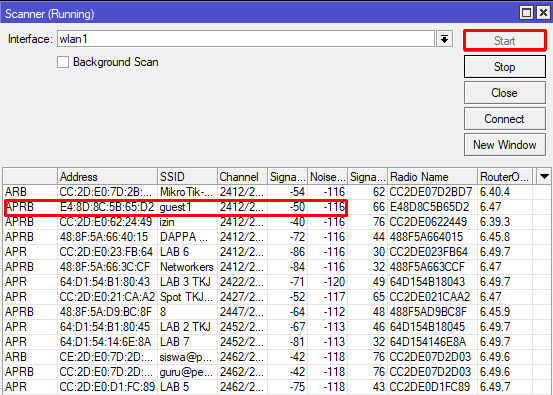 Scanner (Running)
Interface: wlan1
Start
Background Scan
Stop
Close
Connect
New Window
Address SSID Channel Signa... Noise... Signa... Radio Name RouterO...
ARB CC:2D:E0:7D:2B:... MikroTik-... 2412/2... -54 -116 62 CC2DE07D2BD7 6.40.4
APRB E4:8D:8C:5B:65:D2 guest1 2412/2... -50 -116 66 E48D8C5B65D2 6.47
APRB CC:2D:E0:62:24:49 izin 2412/2... -40 -116 76 CC2DE0622449 6.39.3
APRB 48:8F:5A:66:40:15 DAPPA ... 2412/2... -72 -116 44 488F5A664015 6.45.8
APR CC:2D:E0:23:FB:64 LAB 6 2412/2... -86 -116 30 CC2DE023FB64 6.49.7
APRB 48:8F:5A:66:3C:CF Networkers 2412/2... -84 -116 32 488F5A663CCF 6.47
APR 64:D1:54:B1:80:43 LAB 3 TKJ 2422/2... -71 -120 49 64D154B18043 6.49.7
APR CC:2D:E0:21:CA:A2 Spot TKJ... 2427/2... -52 -117 65 CC2DE021CAA2 6.47
APRB 48:8F:5A:D9:BC:8F 8 2447/2... -64 -112 48 488F5AD9BC8F 6.45.9
APR 64:D1:54:B1:80:45 LAB 2 TKJ 2452/2... -67 -113 46 64D154B18045 6.49.7
APR 64:D1:54:14:6E:8A LAB 7 2452/2... -81 -113 32 64D154146E8A 6.49.7
ARB CE:2D:E0:7D:2D:... siswa@p... 2462/2... -42 -118 76 CC2DE07D2D03 6.49.6
APRB CC:2D:E0:7D:2D:... guru@pe... 2462/2... -42 -118 76 CC2DE07D2D03 6.49.6
APR CC:2D:E0:D1:FC:89 LAB 5 2462/2... -75 -118 43 CC2DE0D1FC89 6.49.7